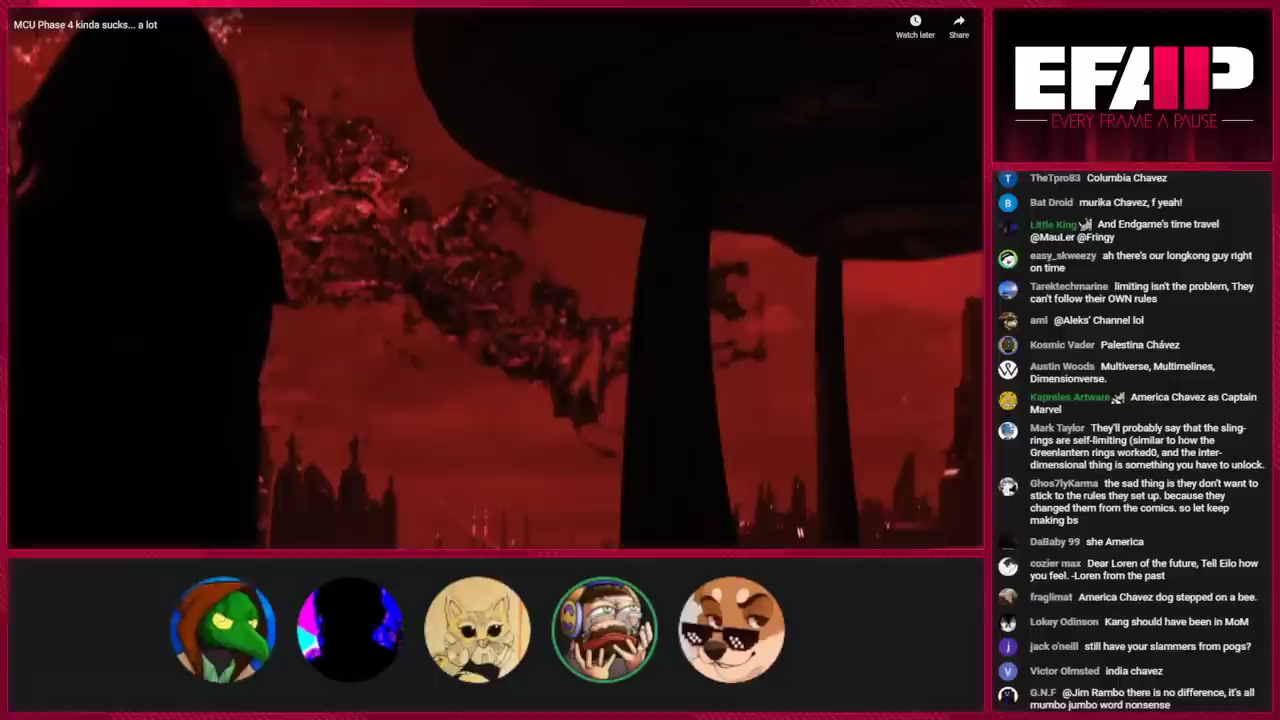 MCU Phase 4 kinda sucks... a lot
Watch later
Share
EFAP
EVERY FRAME A PAUSE
TheTpro83 Columbia Chavez
Bat Droid murika Chavez, f yeah!
Little King And Endgame's time travel
@MauLer @Fringy
easy_skweezy ah there's our longkong guy right
on time
Tarektechmarine limiting isn't the problem, They
can't follow their OWN rules
aml @Aleks' Channel lol
Kosmic Vader Palestina Chávez
Austin Woods Multiverse, Multimelines,
Dimensionverse.
Kapreles Artware America Chavez as Captain
Marvel
Mark Taylor They'll probably say that the sling-
rings are self-limiting (similar to how the
Greenlantern rings worked0, and the inter-
dimensional thing is something you have to unlock.
Ghos7lyKarma the sad thing is they don't want to
stick to the rules they set up. because they
changed them from the comics. so let keep
making bs
DaBaby 99 she America
cozier max Dear Loren of the future, Tell Eilo how
you feel. -Loren from the past
fraglimat America Chavez dog stepped on a bee.
Lokey Odinson Kang should have been in MoM
jack o'neill still have your slammers from pogs?
Victor Olmsted india chavez
G.N.F @Jim Rambo there is no difference, it's all
mumbo jumbo word nonsense